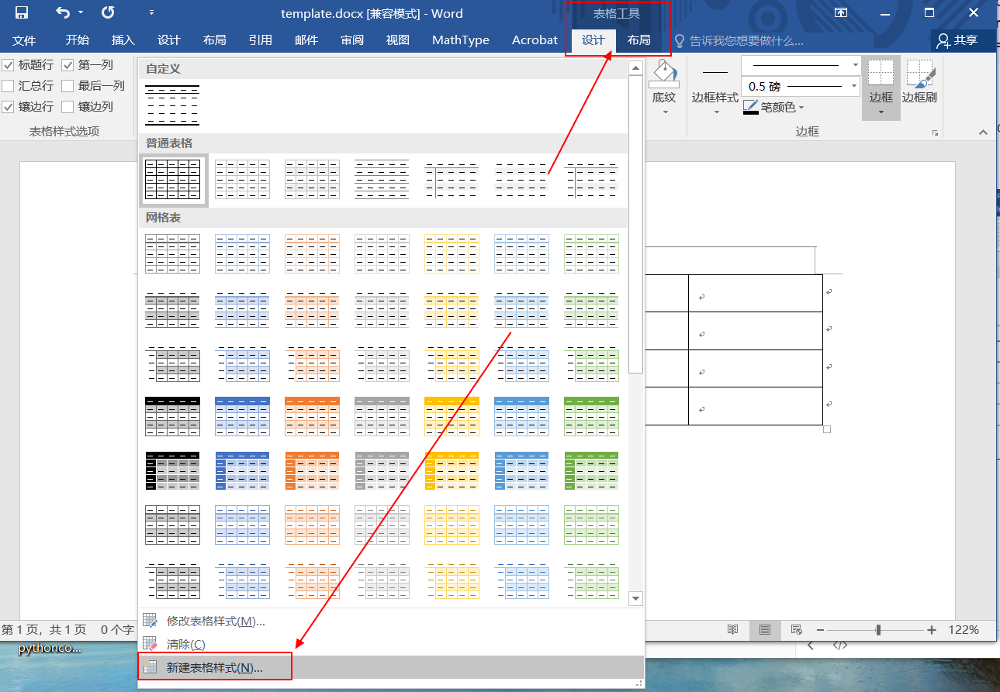 template.docx [兼容模式] - Word
表格工具
文件 开始 插入 设计 布局 引用 邮件 审阅 视图 MathType Acrobat 设计 布局 告诉我您想要做什么... 共享
标题行 第一列
汇总行 最后一列
镶边行 镶边列
表格样式选项
自定义
普通表格
网格表
修改表格样式(M)...
清除(C)
新建表格样式(N)...
底纹
边框样式
0.5 磅
笔颜色
边框
边框刷
边框
第 1 页，共 1 页 0 个字
122%
pythonco...